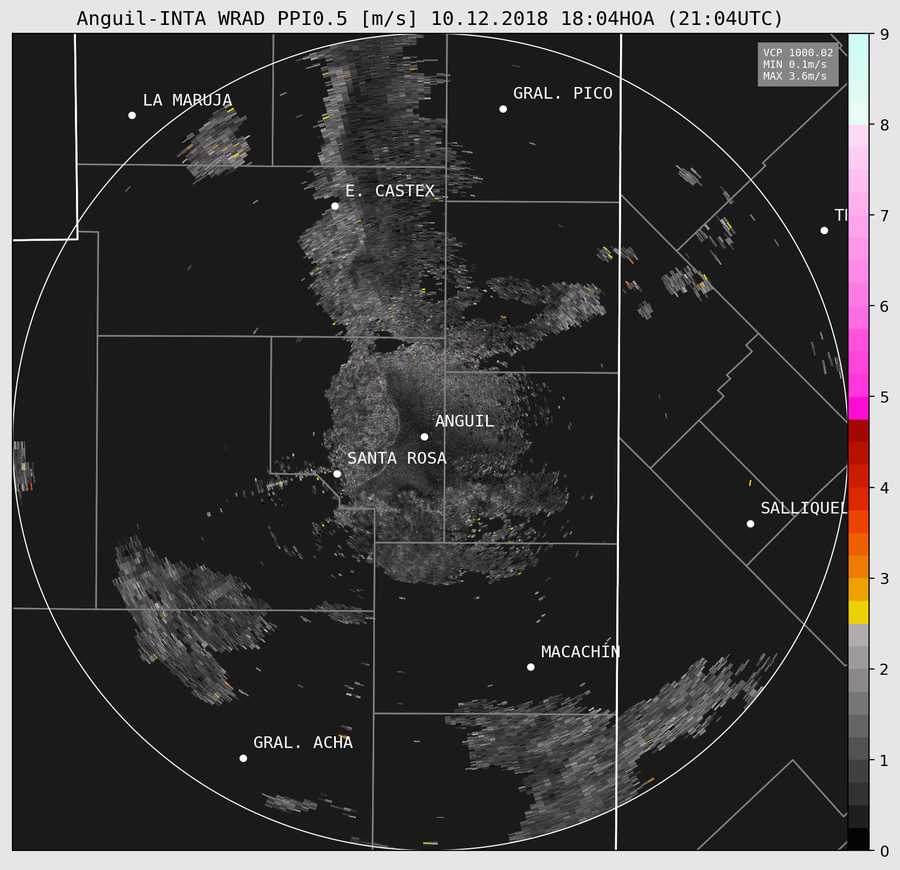 Anguil-INTA WRAD PPI0.5 [m/s] 10.12.2018 18:04HOA (21:04UTC)
VCP 1000.02
MIN 0.1m/s
MAX 3.6m/s
LA MARUJA
GRAL. PICO
E. CASTEX
ANGUIL
SANTA ROSA
SALLIQUEL
MACACHÍN
GRAL. ACHA
9
8
7
6
5
4
3
2
1
0